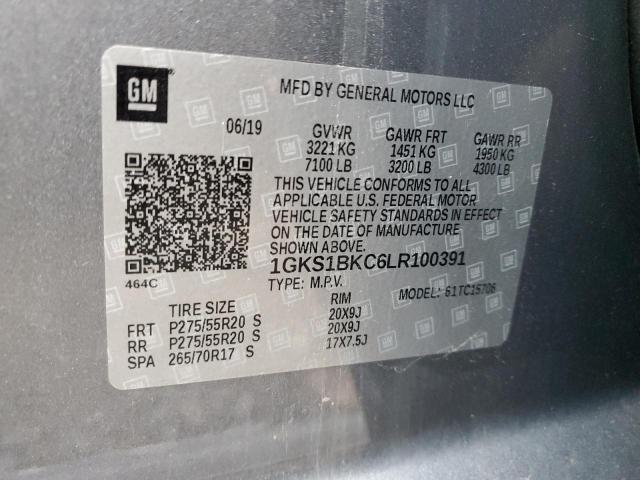 GM
MFD BY GENERAL MOTORS LLC
06/19 GVWR GAWR FRT GAWR RR
3221 KG 1451 KG 1950 KG
7100 LB 3200 LB 4300 LB
THIS VEHICLE CONFORMS TO ALL
APPLICABLE U.S. FEDERAL MOTOR
VEHICLE SAFETY STANDARDS IN EFFECT
ON THE DATE OF MANUFACTURE
SHOWN ABOVE.
1GKS1BKC6LR100391
464C TYPE: M.P.V. MODEL: 61TC15706
TIRE SIZE RIM
FRT P275/55R20 S 20X9J
RR P275/55R20 S 20X9J
SPA 265/70R17 S 17X7.5J